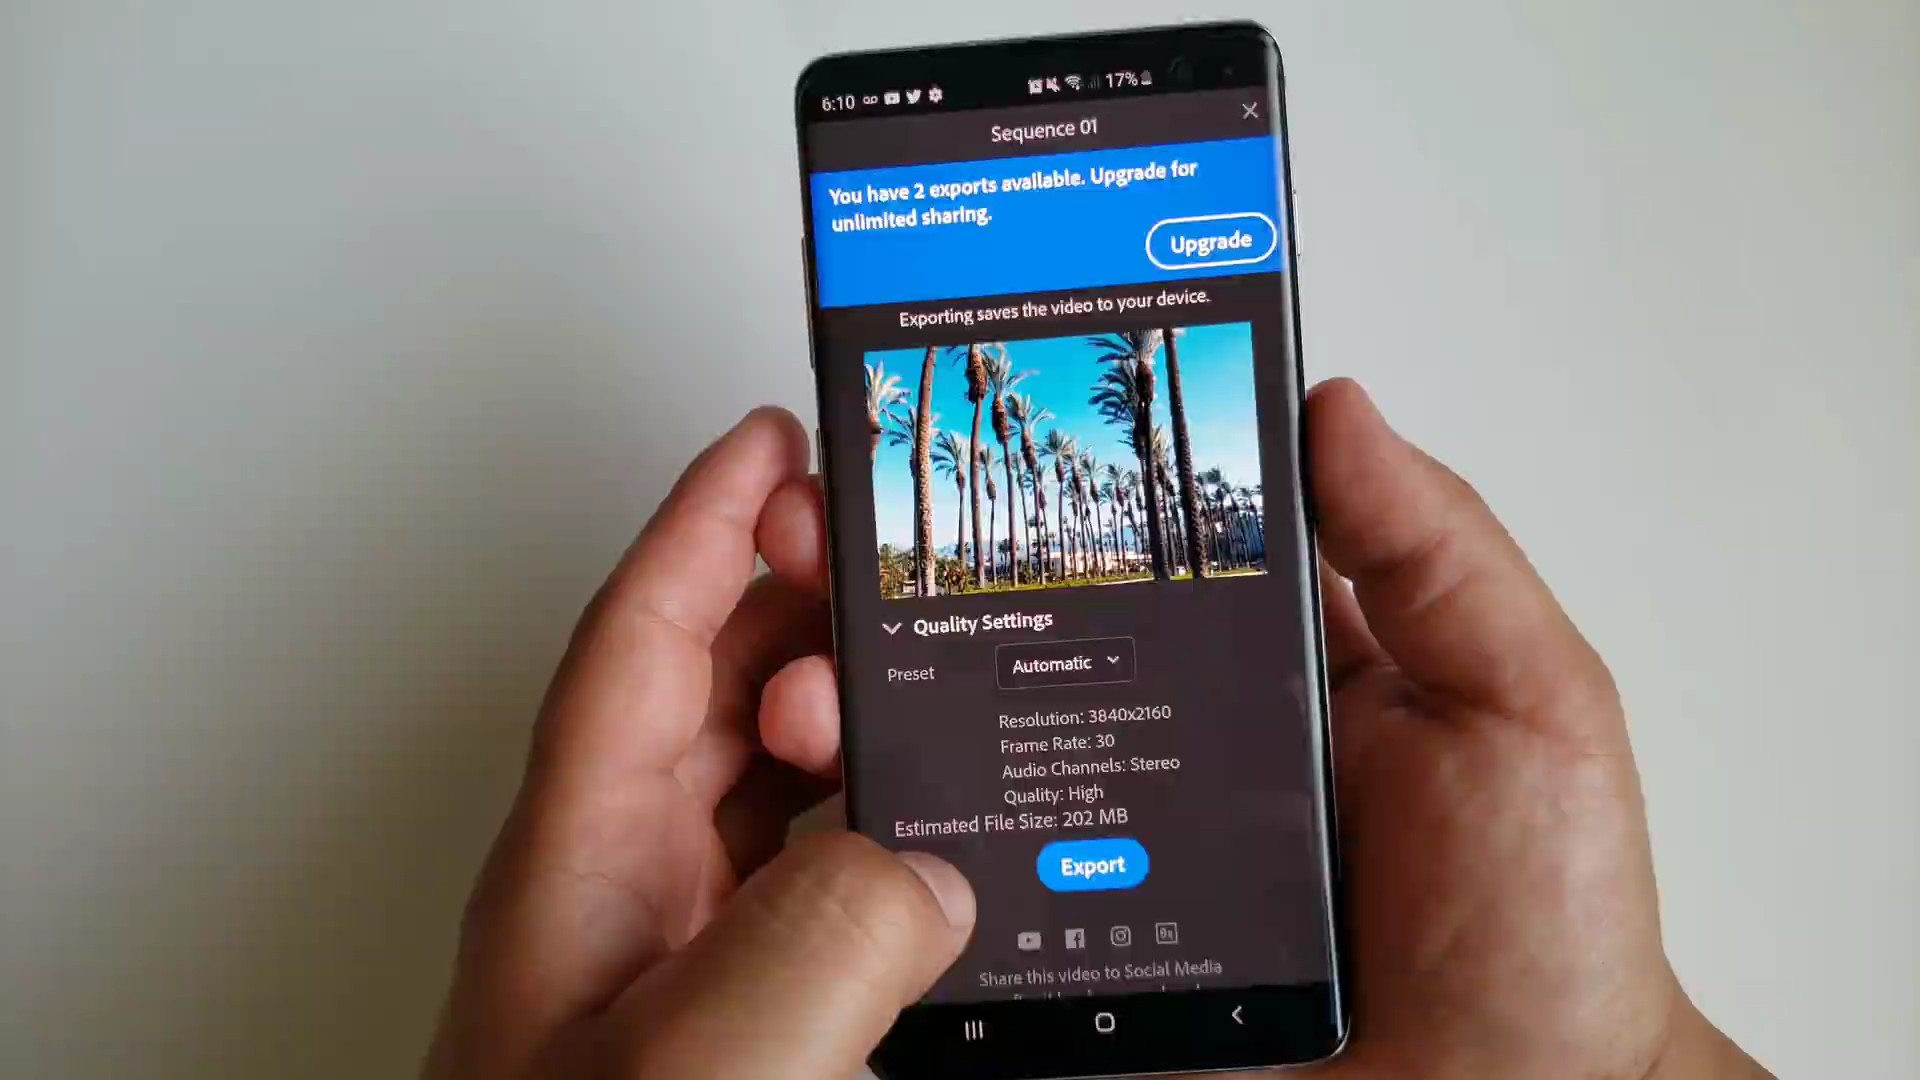 6:10
17%
Sequence 01
You have 2 exports available. Upgrade for
unlimited sharing.
Upgrade
Exporting saves the video to your device.
Quality Settings
Preset
Automatic
Resolution: 3840x2160
Frame Rate: 30
Audio Channels: Stereo
Quality: High
Estimated File Size: 202 MB
Export
Share this video to Social Media